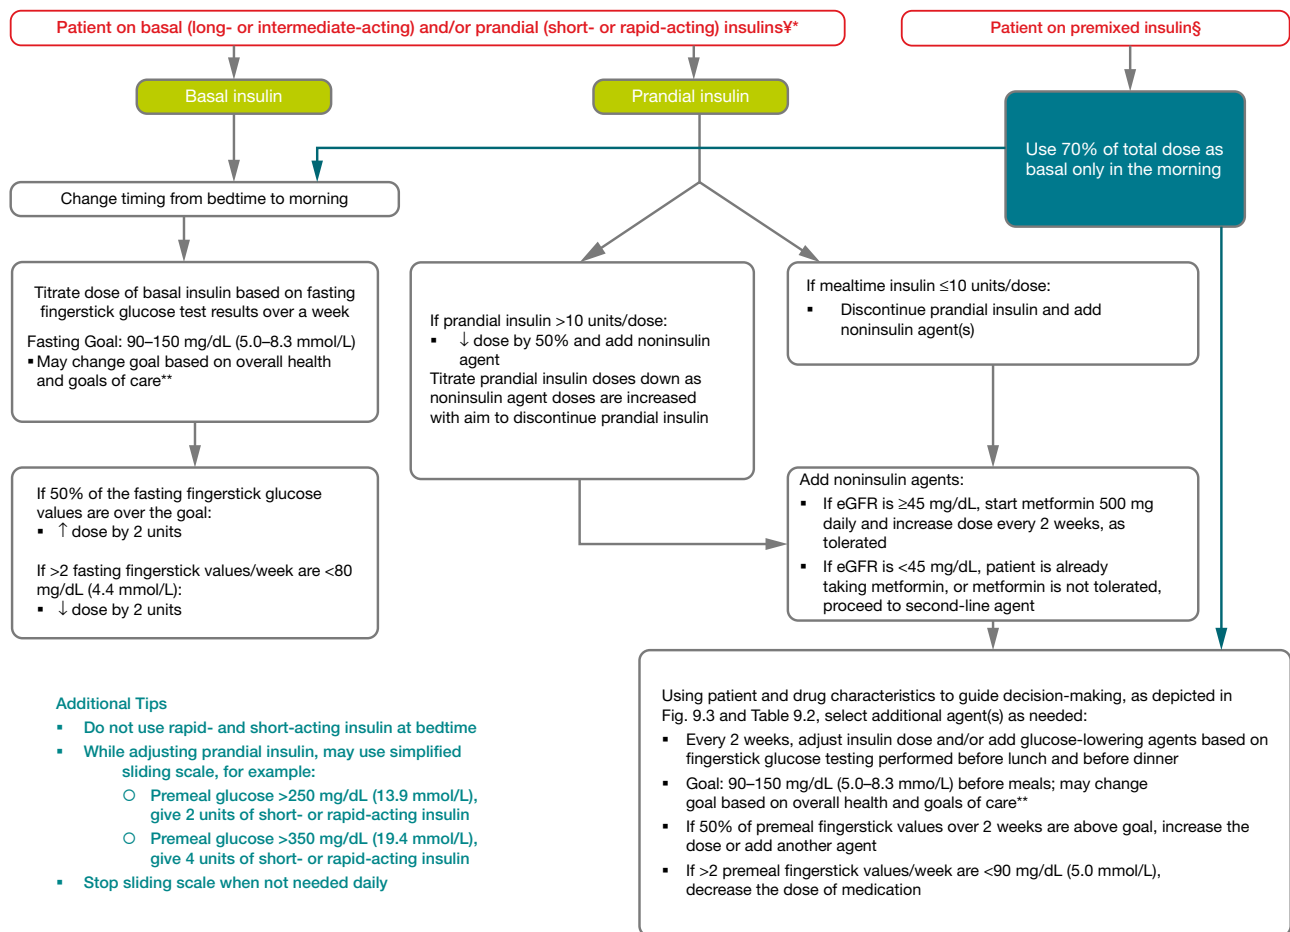 Patient on basal (long- or intermediate-acting) and/or prandial (short- or rapid-acting) insulins¥*
Patient on premixed insulin§
Basal insulin
Prandial insulin
Use 70% of total dose as
basal only in the morning
Change timing from bedtime to morning
Titrate dose of basal insulin based on fasting
fingerstick glucose test results over a week
Fasting Goal: 90–150 mg/dL (5.0–8.3 mmol/L)
▪ May change goal based on overall health
and goals of care**
If 50% of the fasting fingerstick glucose
values are over the goal:
▪ ↑ dose by 2 units
If >2 fasting fingerstick values/week are <80
mg/dL (4.4 mmol/L):
▪ ↓ dose by 2 units
If prandial insulin >10 units/dose:
▪ ↓ dose by 50% and add noninsulin
agent
Titrate prandial insulin doses down as
noninsulin agent doses are increased
with aim to discontinue prandial insulin
If mealtime insulin ≤10 units/dose:
▪ Discontinue prandial insulin and add
noninsulin agent(s)
Add noninsulin agents:
▪ If eGFR is ≥45 mg/dL, start metformin 500 mg
daily and increase dose every 2 weeks, as
tolerated
▪ If eGFR is <45 mg/dL, patient is already
taking metformin, or metformin is not tolerated,
proceed to second-line agent
Using patient and drug characteristics to guide decision-making, as depicted in
Fig. 9.3 and Table 9.2, select additional agent(s) as needed:
▪ Every 2 weeks, adjust insulin dose and/or add glucose-lowering agents based on
fingerstick glucose testing performed before lunch and before dinner
▪ Goal: 90–150 mg/dL (5.0–8.3 mmo/L) before meals; may change
goal based on overall health and goals of care**
▪ If 50% of premeal fingerstick values over 2 weeks are above goal, increase the
dose or add another agent
▪ If >2 premeal fingerstick values/week are <90 mg/dL (5.0 mmol/L),
decrease the dose of medication
Additional Tips
▪ Do not use rapid- and short-acting insulin at bedtime
▪ While adjusting prandial insulin, may use simplified
sliding scale, for example:
○ Premeal glucose >250 mg/dL (13.9 mmol/L),
give 2 units of short- or rapid-acting insulin
○ Premeal glucose >350 mg/dL (19.4 mmol/L),
give 4 units of short- or rapid-acting insulin
▪ Stop sliding scale when not needed daily